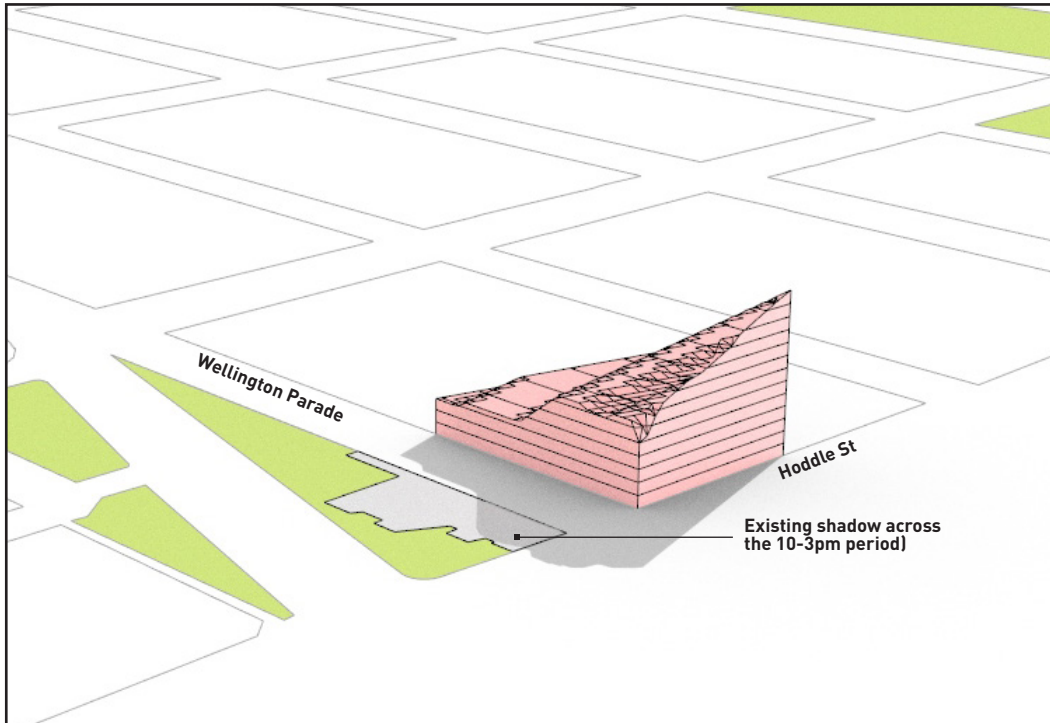 Wellington Parade
Hoddle St
Existing shadow across
the 10-3pm period)